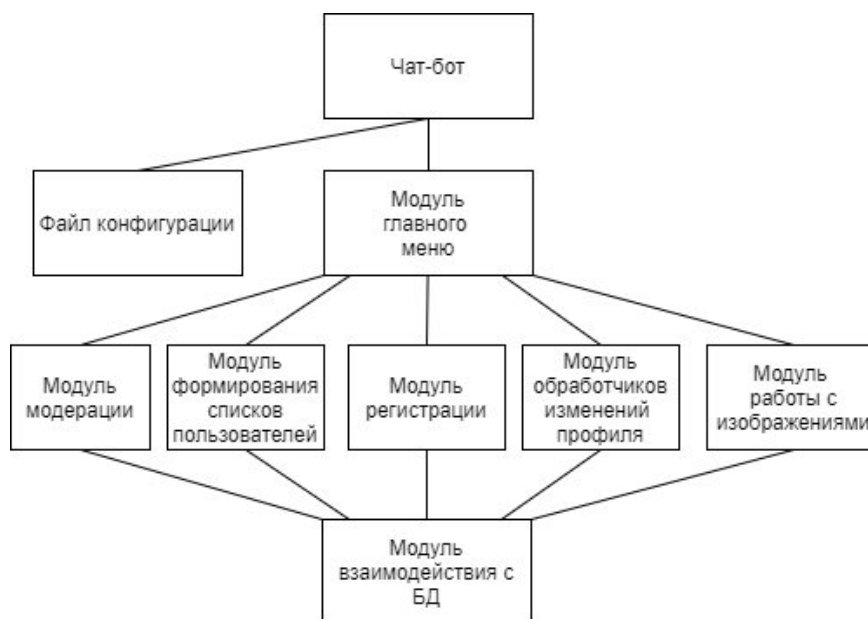 Чат-бот
Файл конфигурации
Модуль
главного
меню
Модуль
модерации
Модуль
формирования
списков
пользователей
Модуль
регистрации
Модуль
обработчиков
изменений
профиля
Модуль
работы с
изображениями
Модуль
взаимодействия с
БД